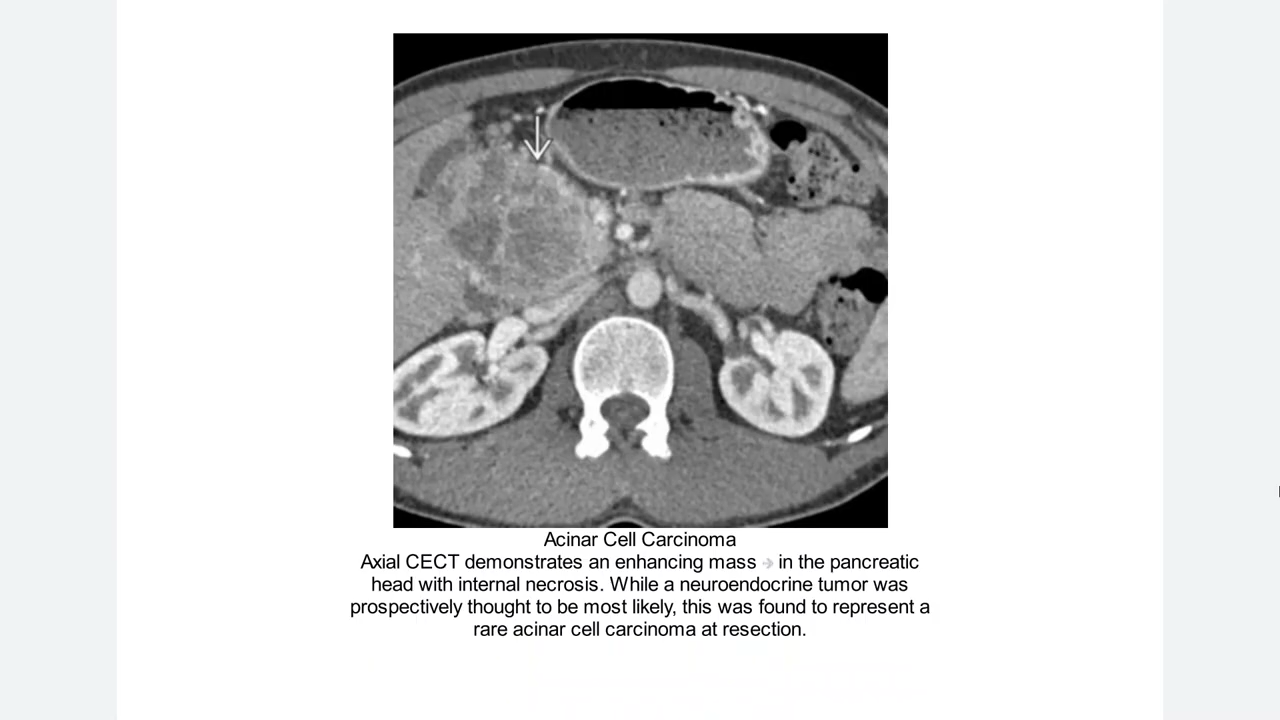 Acinar Cell Carcinoma
Axial CECT demonstrates an enhancing mass in the pancreatic
head with internal necrosis. While a neuroendocrine tumor was
prospectively thought to be most likely, this was found to represent a
rare acinar cell carcinoma at resection.